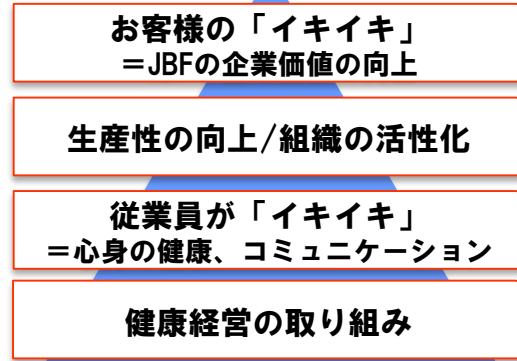 お客様の「イキイキ」
＝JBFの企業価値の向上
生産性の向上/組織の活性化
従業員が「イキイキ」
＝心身の健康、コミュニケーション
健康経営の取り組み